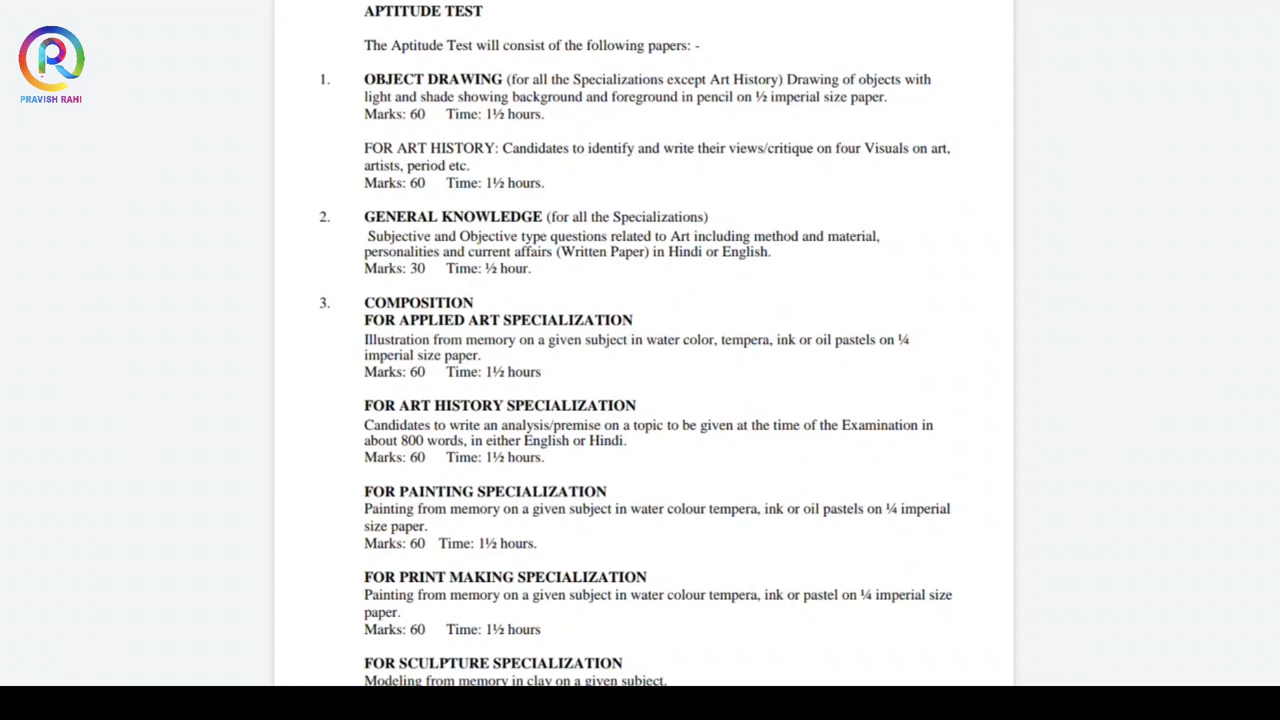 PRAVISH RAHI
APTITUDE TEST
The Aptitude Test will consist of the following papers: -
1. OBJECT DRAWING (for all the Specializations except Art History) Drawing of objects with
light and shade showing background and foreground in pencil on ½ imperial size paper.
Marks: 60 Time: 1½ hours.
FOR ART HISTORY: Candidates to identify and write their views/critique on four Visuals on art,
artists, period etc.
Marks: 60 Time: 1½ hours.
2. GENERAL KNOWLEDGE (for all the Specializations)
Subjective and Objective type questions related to Art including method and material,
personalities and current affairs (Written Paper) in Hindi or English.
Marks: 30 Time: ½ hour.
3. COMPOSITION
FOR APPLIED ART SPECIALIZATION
Illustration from memory on a given subject in water color, tempera, ink or oil pastels on ¼
imperial size paper.
Marks: 60 Time: 1½ hours
FOR ART HISTORY SPECIALIZATION
Candidates to write an analysis/premise on a topic to be given at the time of the Examination in
about 800 words, in either English or Hindi.
Marks: 60 Time: 1½ hours.
FOR PAINTING SPECIALIZATION
Painting from memory on a given subject in water colour tempera, ink or oil pastels on ¼ imperial
size paper.
Marks: 60 Time: 1½ hours.
FOR PRINT MAKING SPECIALIZATION
Painting from memory on a given subject in water colour tempera, ink or pastel on ¼ imperial size
paper.
Marks: 60 Time: 1½ hours
FOR SCULPTURE SPECIALIZATION
Modeling from memory in clay on a given subject.